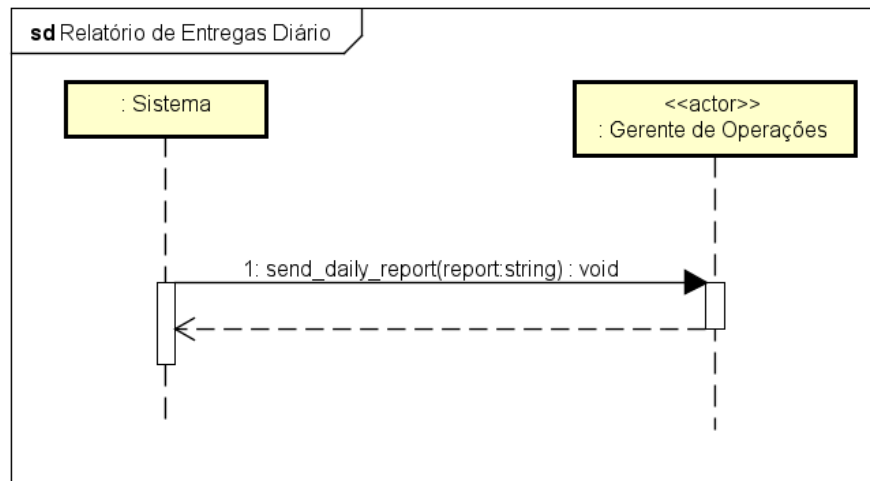 sd Relatório de Entregas Diário
: Sistema
<<actor>>
: Gerente de Operações
1: send_daily_report(report:string) : void